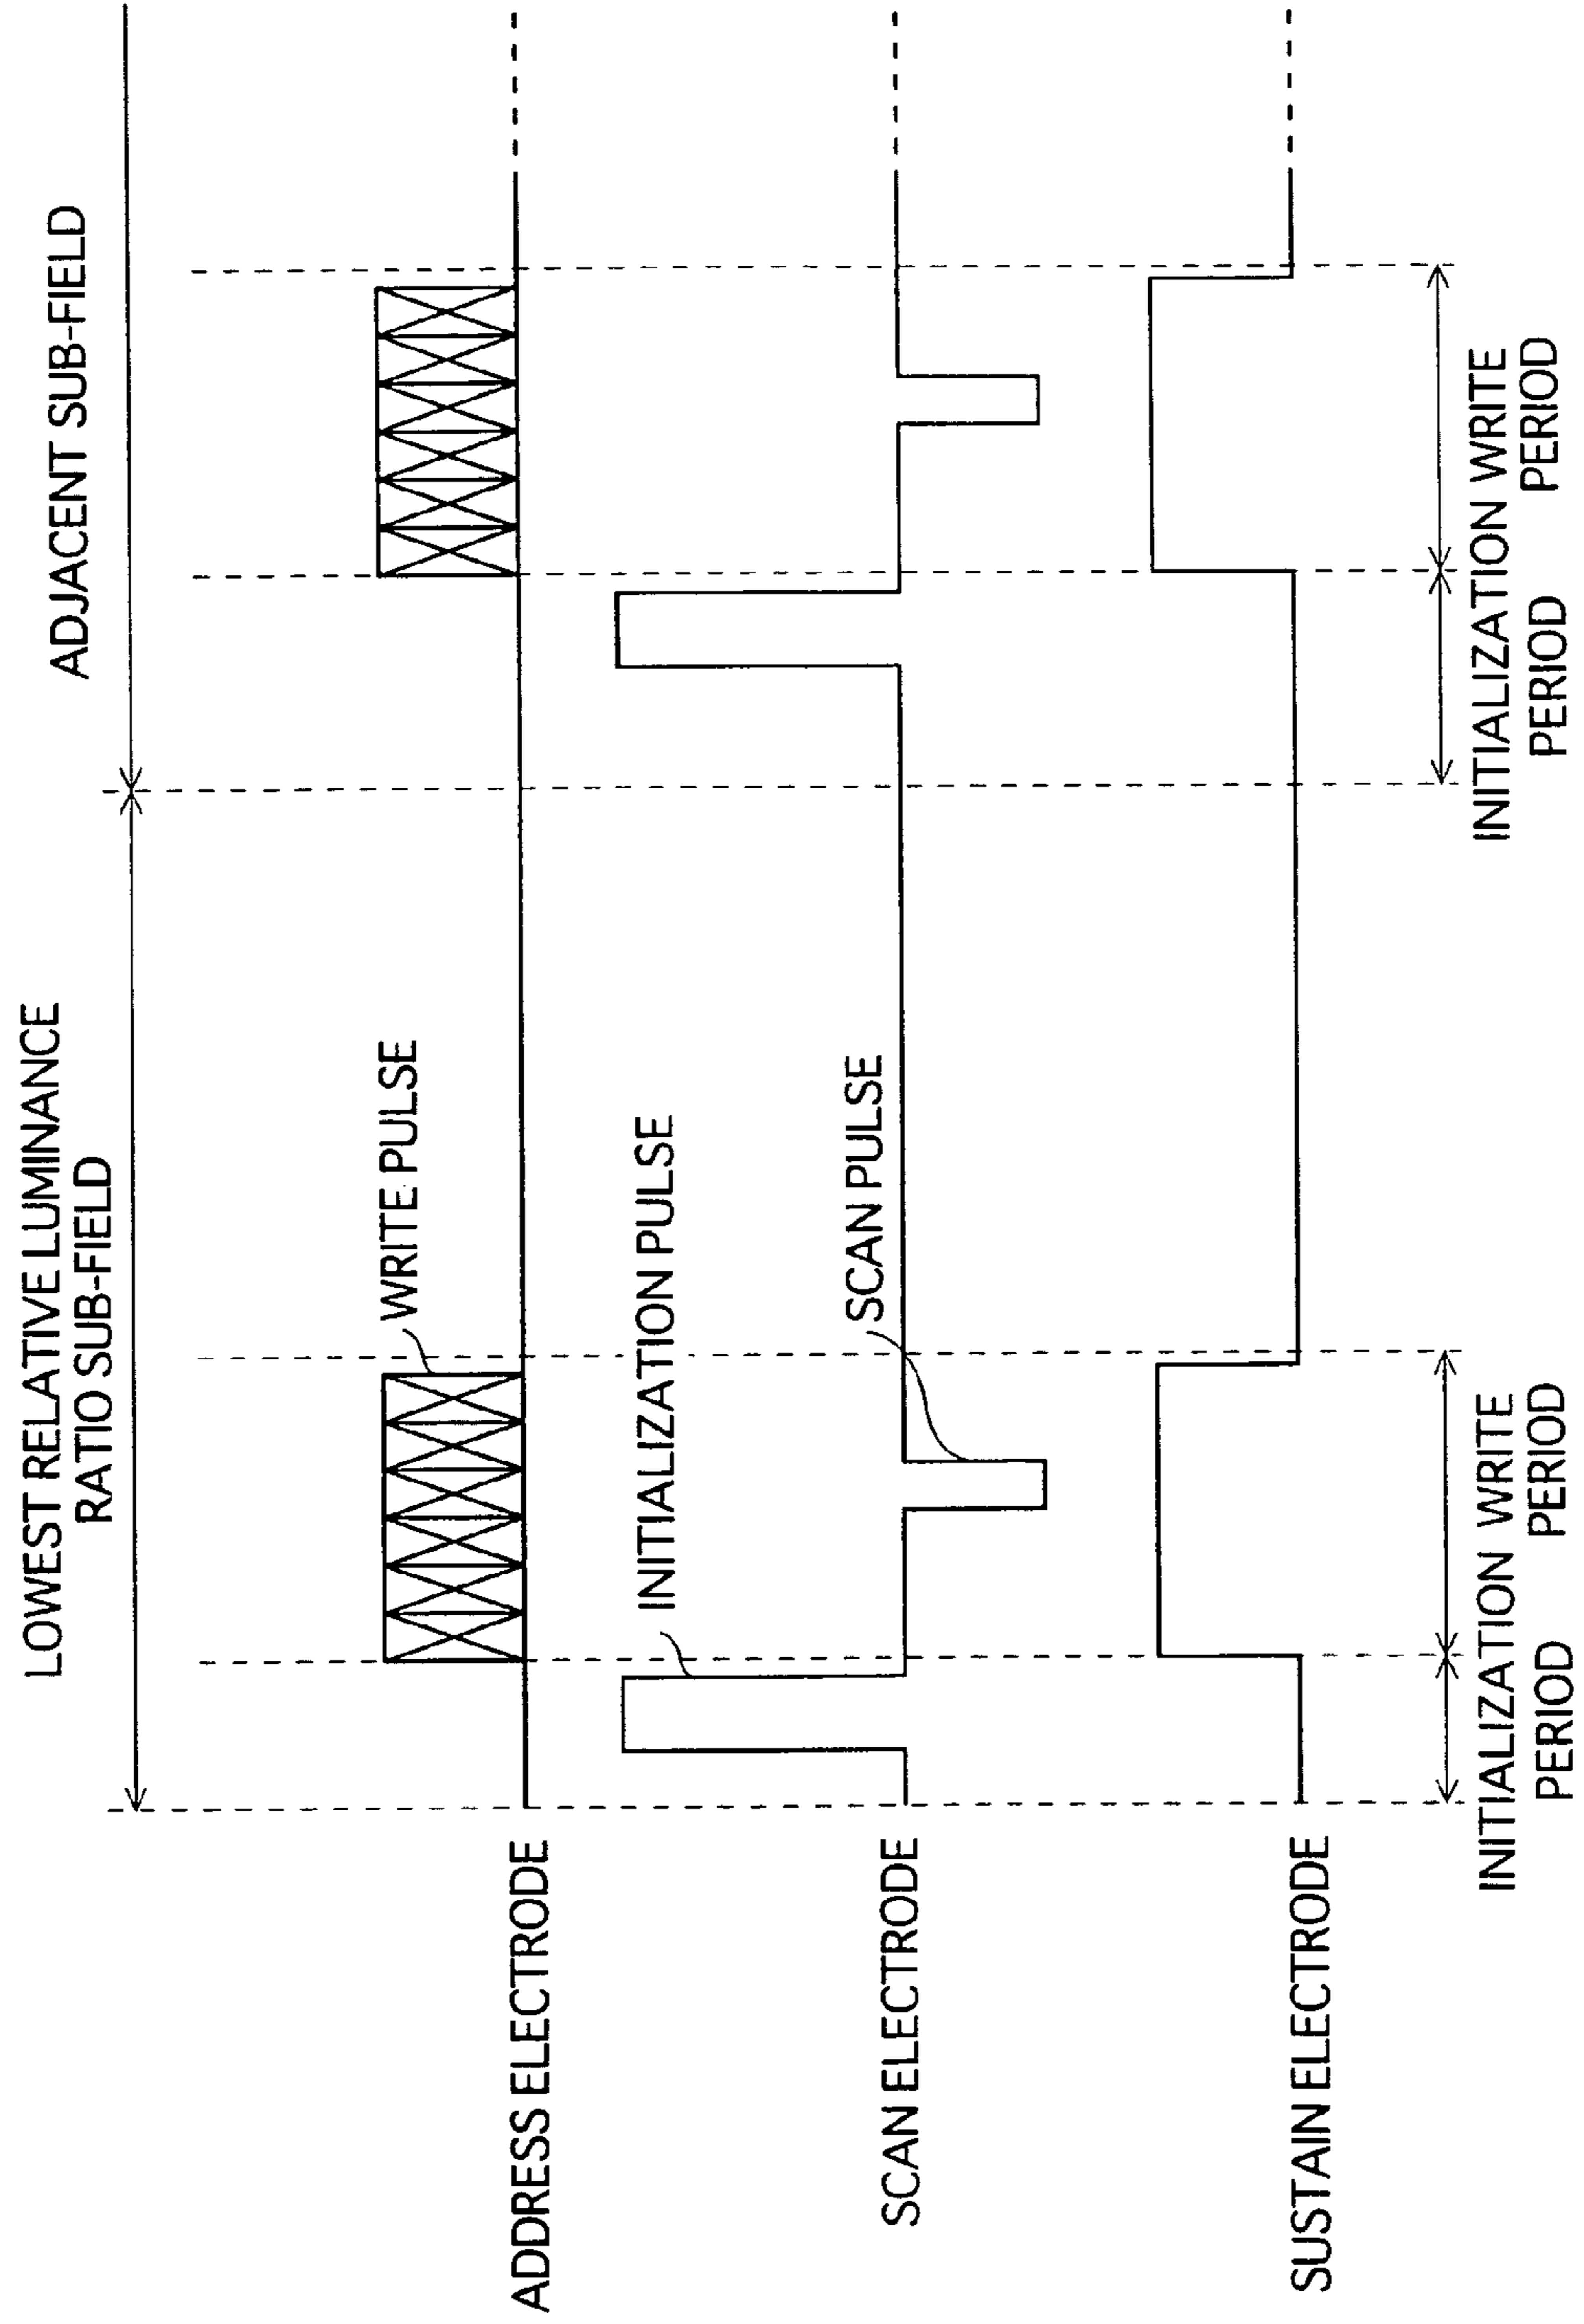 LOWEST RELATIVE LUMINANCE
RATIO SUB-FIELD
ADJACENT SUB-FIELD
WRITE PULSE
ADDRESS ELECTRODE
INITIALIZATION PULSE
SCAN PULSE
SCAN ELECTRODE
SUSTAIN ELECTRODE
INITIALIZATION WRITE
PERIOD PERIOD
INITIALIZATION WRITE
PERIOD PERIOD